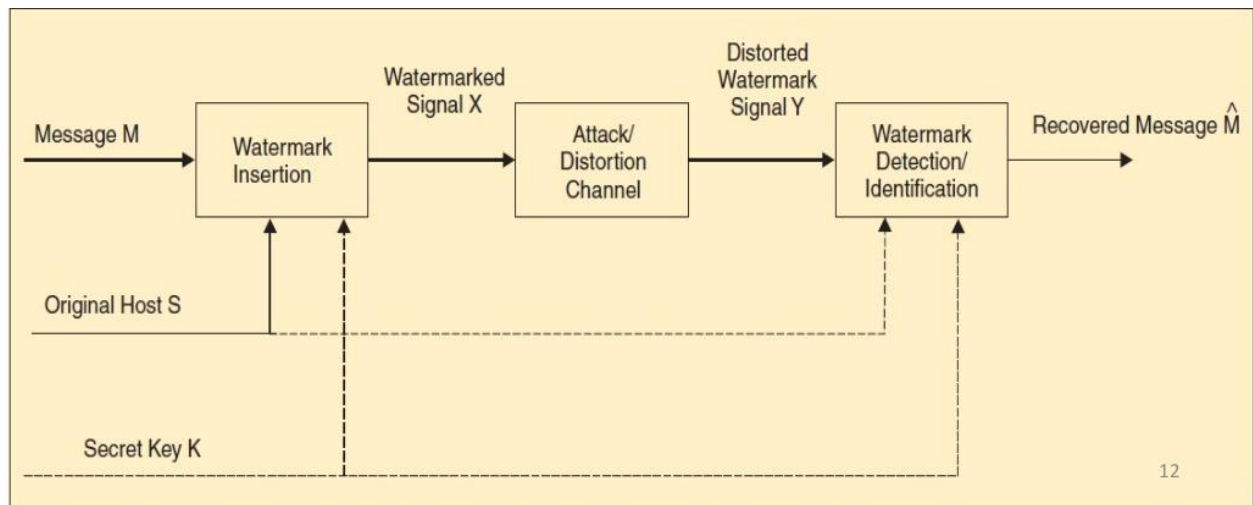 Message M
Watermark
Insertion
Watermarked
Signal X
Attack/
Distortion
Channel
Distorted
Watermark
Signal Y
Watermark
Detection/
Identification
Recovered Message M̂
Original Host S
Secret Key K
12